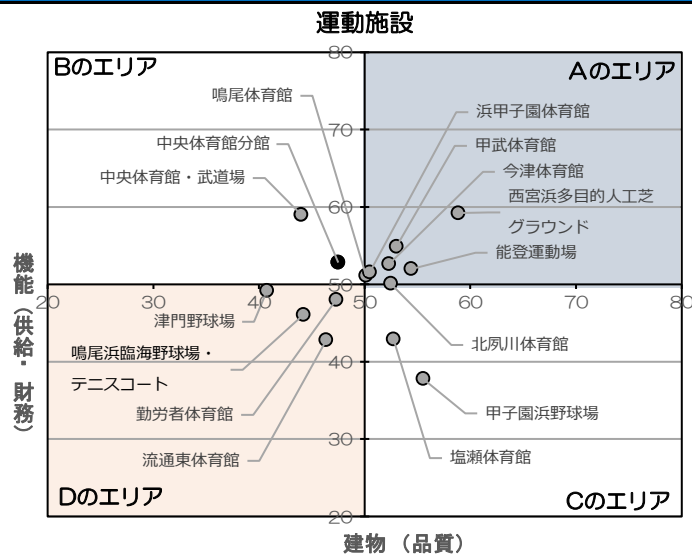 運動施設
80
Bのエリア
Aのエリア
鳴尾体育館
浜甲子園体育館
70
中央体育館分館
甲武体育館
中央体育館・武道場
今津体育館
西宮浜多目的人工芝
グラウンド
60
能登運動場
機能（供給・財務）
50
20
30
40
50
60
70
80
津門野球場
北夙川体育館
鳴尾浜臨海野球場・
テニスコート
40
勤労者体育館
甲子園浜野球場
30
流通東体育館
塩瀬体育館
Dのエリア
Cのエリア
20
建物（品質）